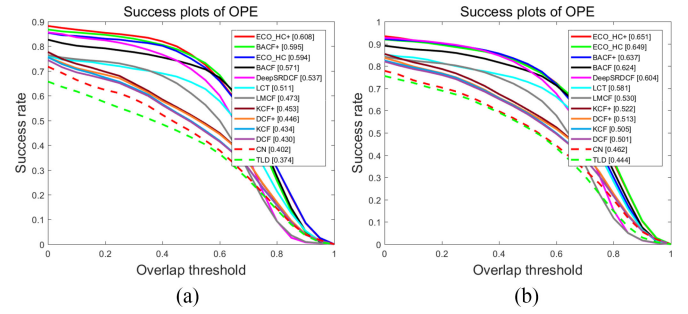 Success plots of OPE
Success rate
0.9
0.8
0.7
0.6
0.5
0.4
0.3
0.2
0.1
0
ECO_HC+ [0.608]
BACF+ [0.595]
ECO_HC [0.594]
BACF [0.571]
DeepSRDCF [0.537]
LCT [0.511]
LMCF [0.473]
KCF+ [0.453]
DCF+ [0.446]
KCF [0.434]
DCF [0.430]
CN [0.402]
TLD [0.374]
0 0.2 0.4 0.6 0.8 1
Overlap threshold
(a)
Success plots of OPE
Success rate
1
0.9
0.8
0.7
0.6
0.5
0.4
0.3
0.2
0.1
0
ECO_HC+ [0.651]
ECO_HC [0.649]
BACF+ [0.637]
BACF [0.624]
DeepSRDCF [0.604]
LCT [0.581]
LMCF [0.530]
KCF+ [0.522]
DCF+ [0.513]
KCF [0.505]
DCF [0.501]
CN [0.462]
TLD [0.444]
0 0.2 0.4 0.6 0.8 1
Overlap threshold
(b)